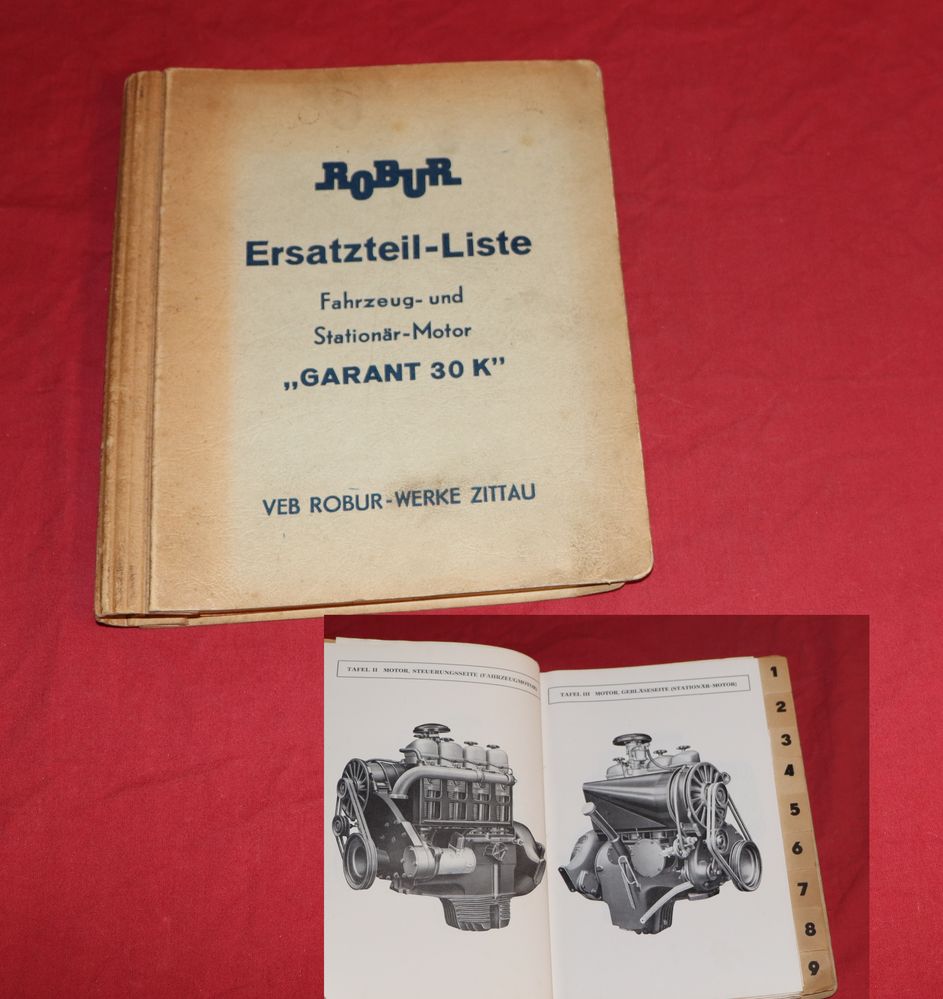 ROBUR
Ersatzteil-Liste
Fahrzeug- und
Stationär-Motor
„GARANT 30 K”
VEB ROBUR-WERKE ZITTAU
TAFEL II MOTOR, STEUERUNGSSEITE (FAHRZEUGMOTOR)
TAFEL III MOTOR, GEBLÄSESEITE (STATIONÄR-MOTOR)
1
2
3
4
5
6
7
8
9